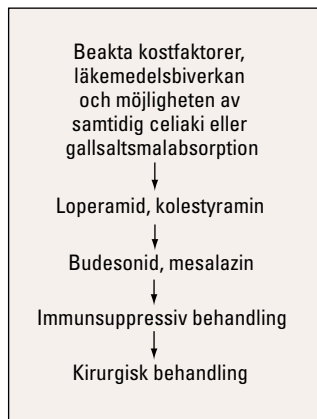 Beakta kostfaktorer,
läkemedelsbiverkan
och möjligheten av
samtidig celiaki eller
gallsaltsmalabsorption
Loperamid, kolestyramin
Budesonid, mesalazin
Immunsuppressiv behandling
Kirurgisk behandling